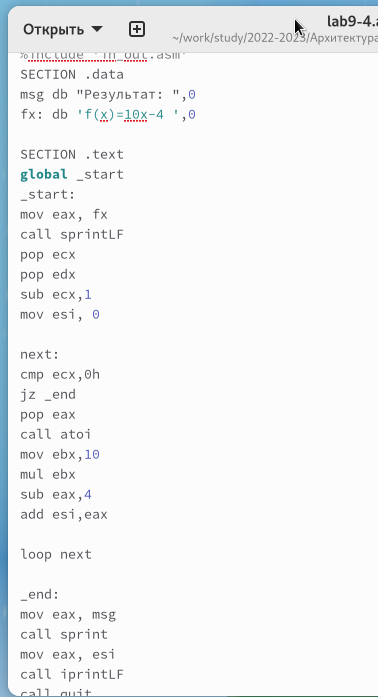 Открыть
lab9-4.a
~/work/study/2022-2023/Архитектура
%include 'in_out.asm'
SECTION .data
msg db "Результат: ",0
fx: db 'f(x)=10x-4 ',0
SECTION .text
global _start
_start:
mov eax, fx
call sprintLF
pop ecx
pop edx
sub ecx,1
mov esi, 0
next:
cmp ecx,0h
jz _end
pop eax
call atoi
mov ebx,10
mul ebx
sub eax,4
add esi,eax
loop next
_end:
mov eax, msg
call sprint
mov eax, esi
call iprintLF
call quit